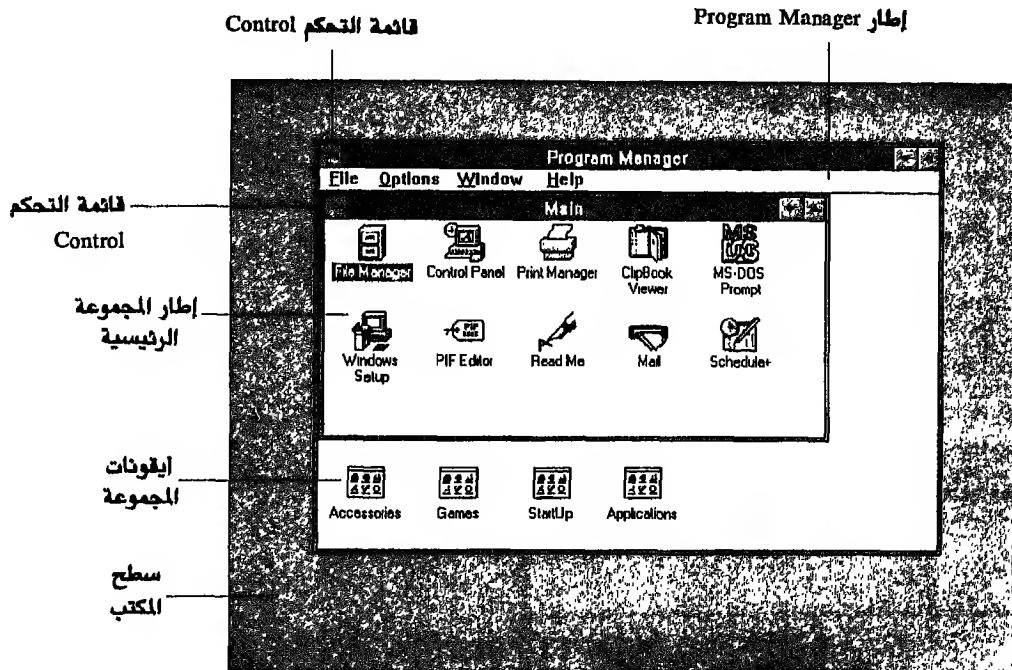 قائمة التحكم Control
إطار Program Manager
Program Manager
File Options Window Help
قائمة التحكم
Control
Main
File Manager Control Panel Print Manager ClipBook Viewer MS-DOS Prompt
إطار المجموعة
الرئيسية
Windows Setup PIF Editor Read Me Mail Schedule+
أيقونات
المجموعة
Accessories Games StartUp Applications
سطح
المكتب